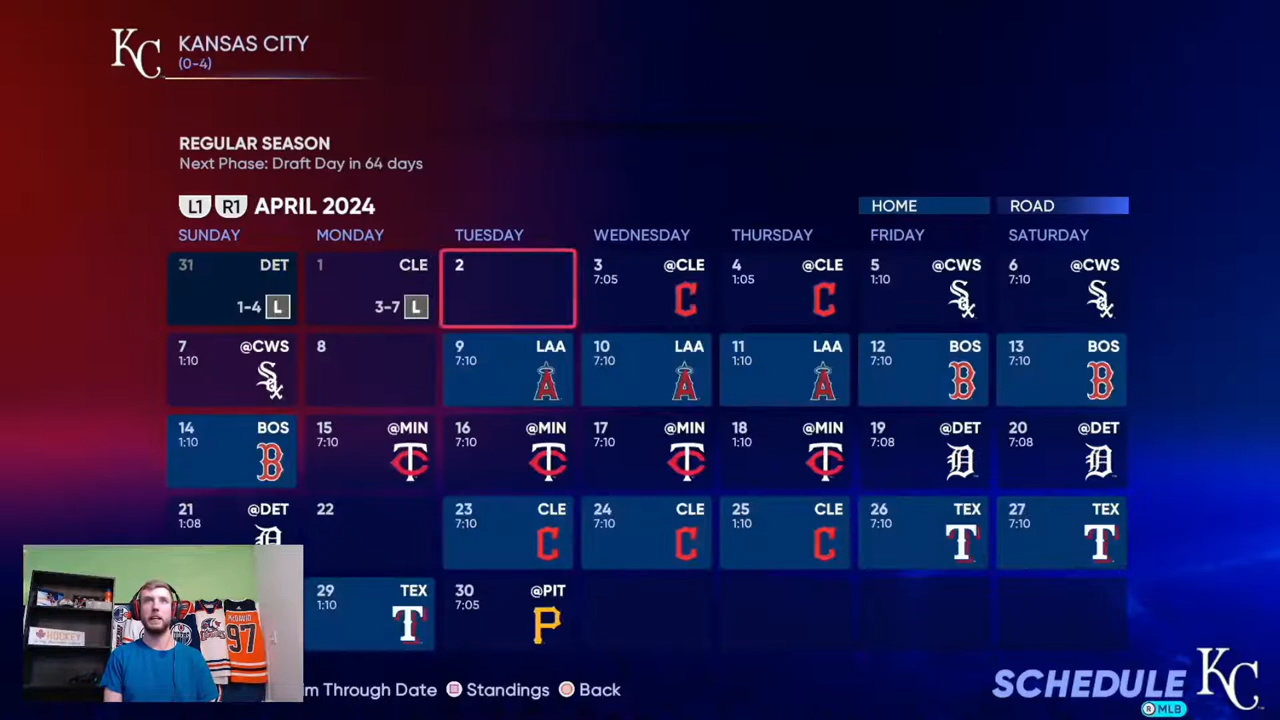 KC KANSAS CITY
(0-4)
REGULAR SEASON
Next Phase: Draft Day in 64 days
L1 R1 APRIL 2024 HOME ROAD
SUNDAY MONDAY TUESDAY WEDNESDAY THURSDAY FRIDAY SATURDAY
31 DET 1 CLE 2 3 @CLE 4 @CLE 5 @CWS 6 @CWS
7:05 1:05 1:10 7:10
1-4 L 3-7 L
7 @CWS 8 9 LAA 10 LAA 11 LAA 12 BOS 13 BOS
1:10 7:10 7:10 1:10 7:10 7:10
14 BOS 15 @MIN 16 @MIN 17 @MIN 18 @MIN 19 @DET 20 @DET
1:10 7:10 7:10 7:10 1:10 7:08 7:08
21 @DET 22 23 CLE 24 CLE 25 CLE 26 TEX 27 TEX
1:08 7:10 7:10 1:10 7:10 7:10
29 TEX 30 @PIT
1:10 7:05
HOCKEY
97
m Through Date Standings Back
SCHEDULE KC
R MLB